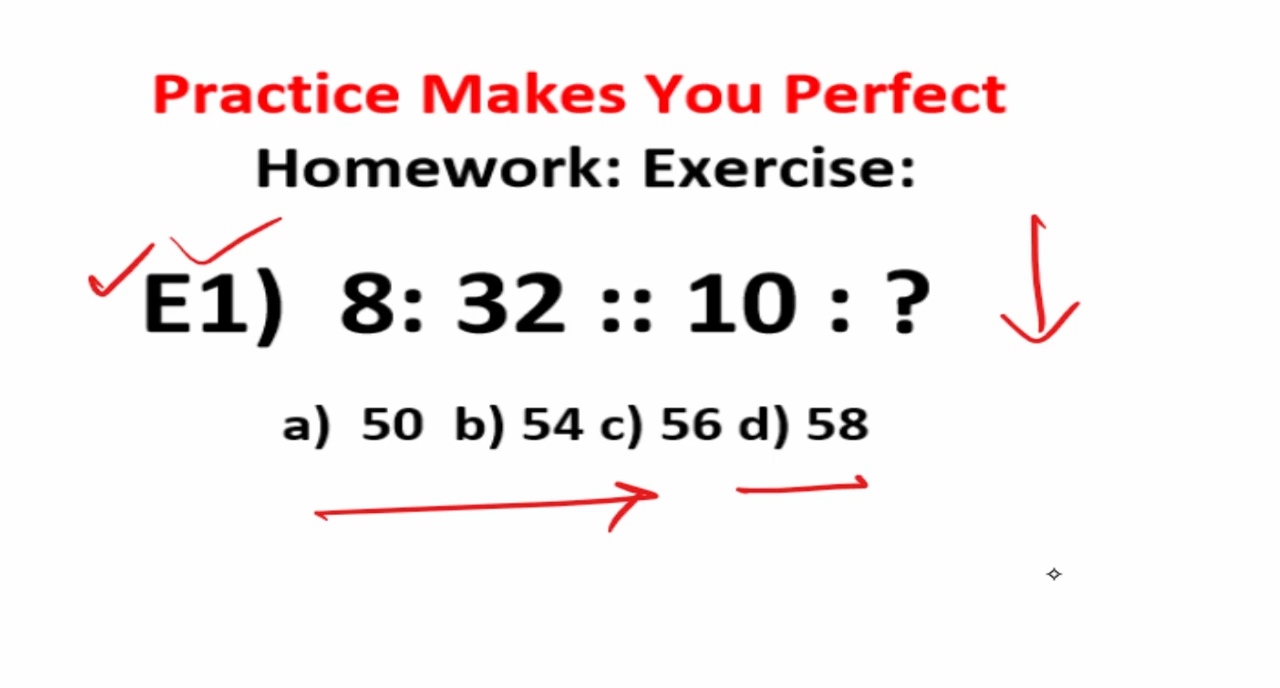 Practice Makes You Perfect
Homework: Exercise:
E1) 8: 32 :: 10 : ?
a) 50 b) 54 c) 56 d) 58